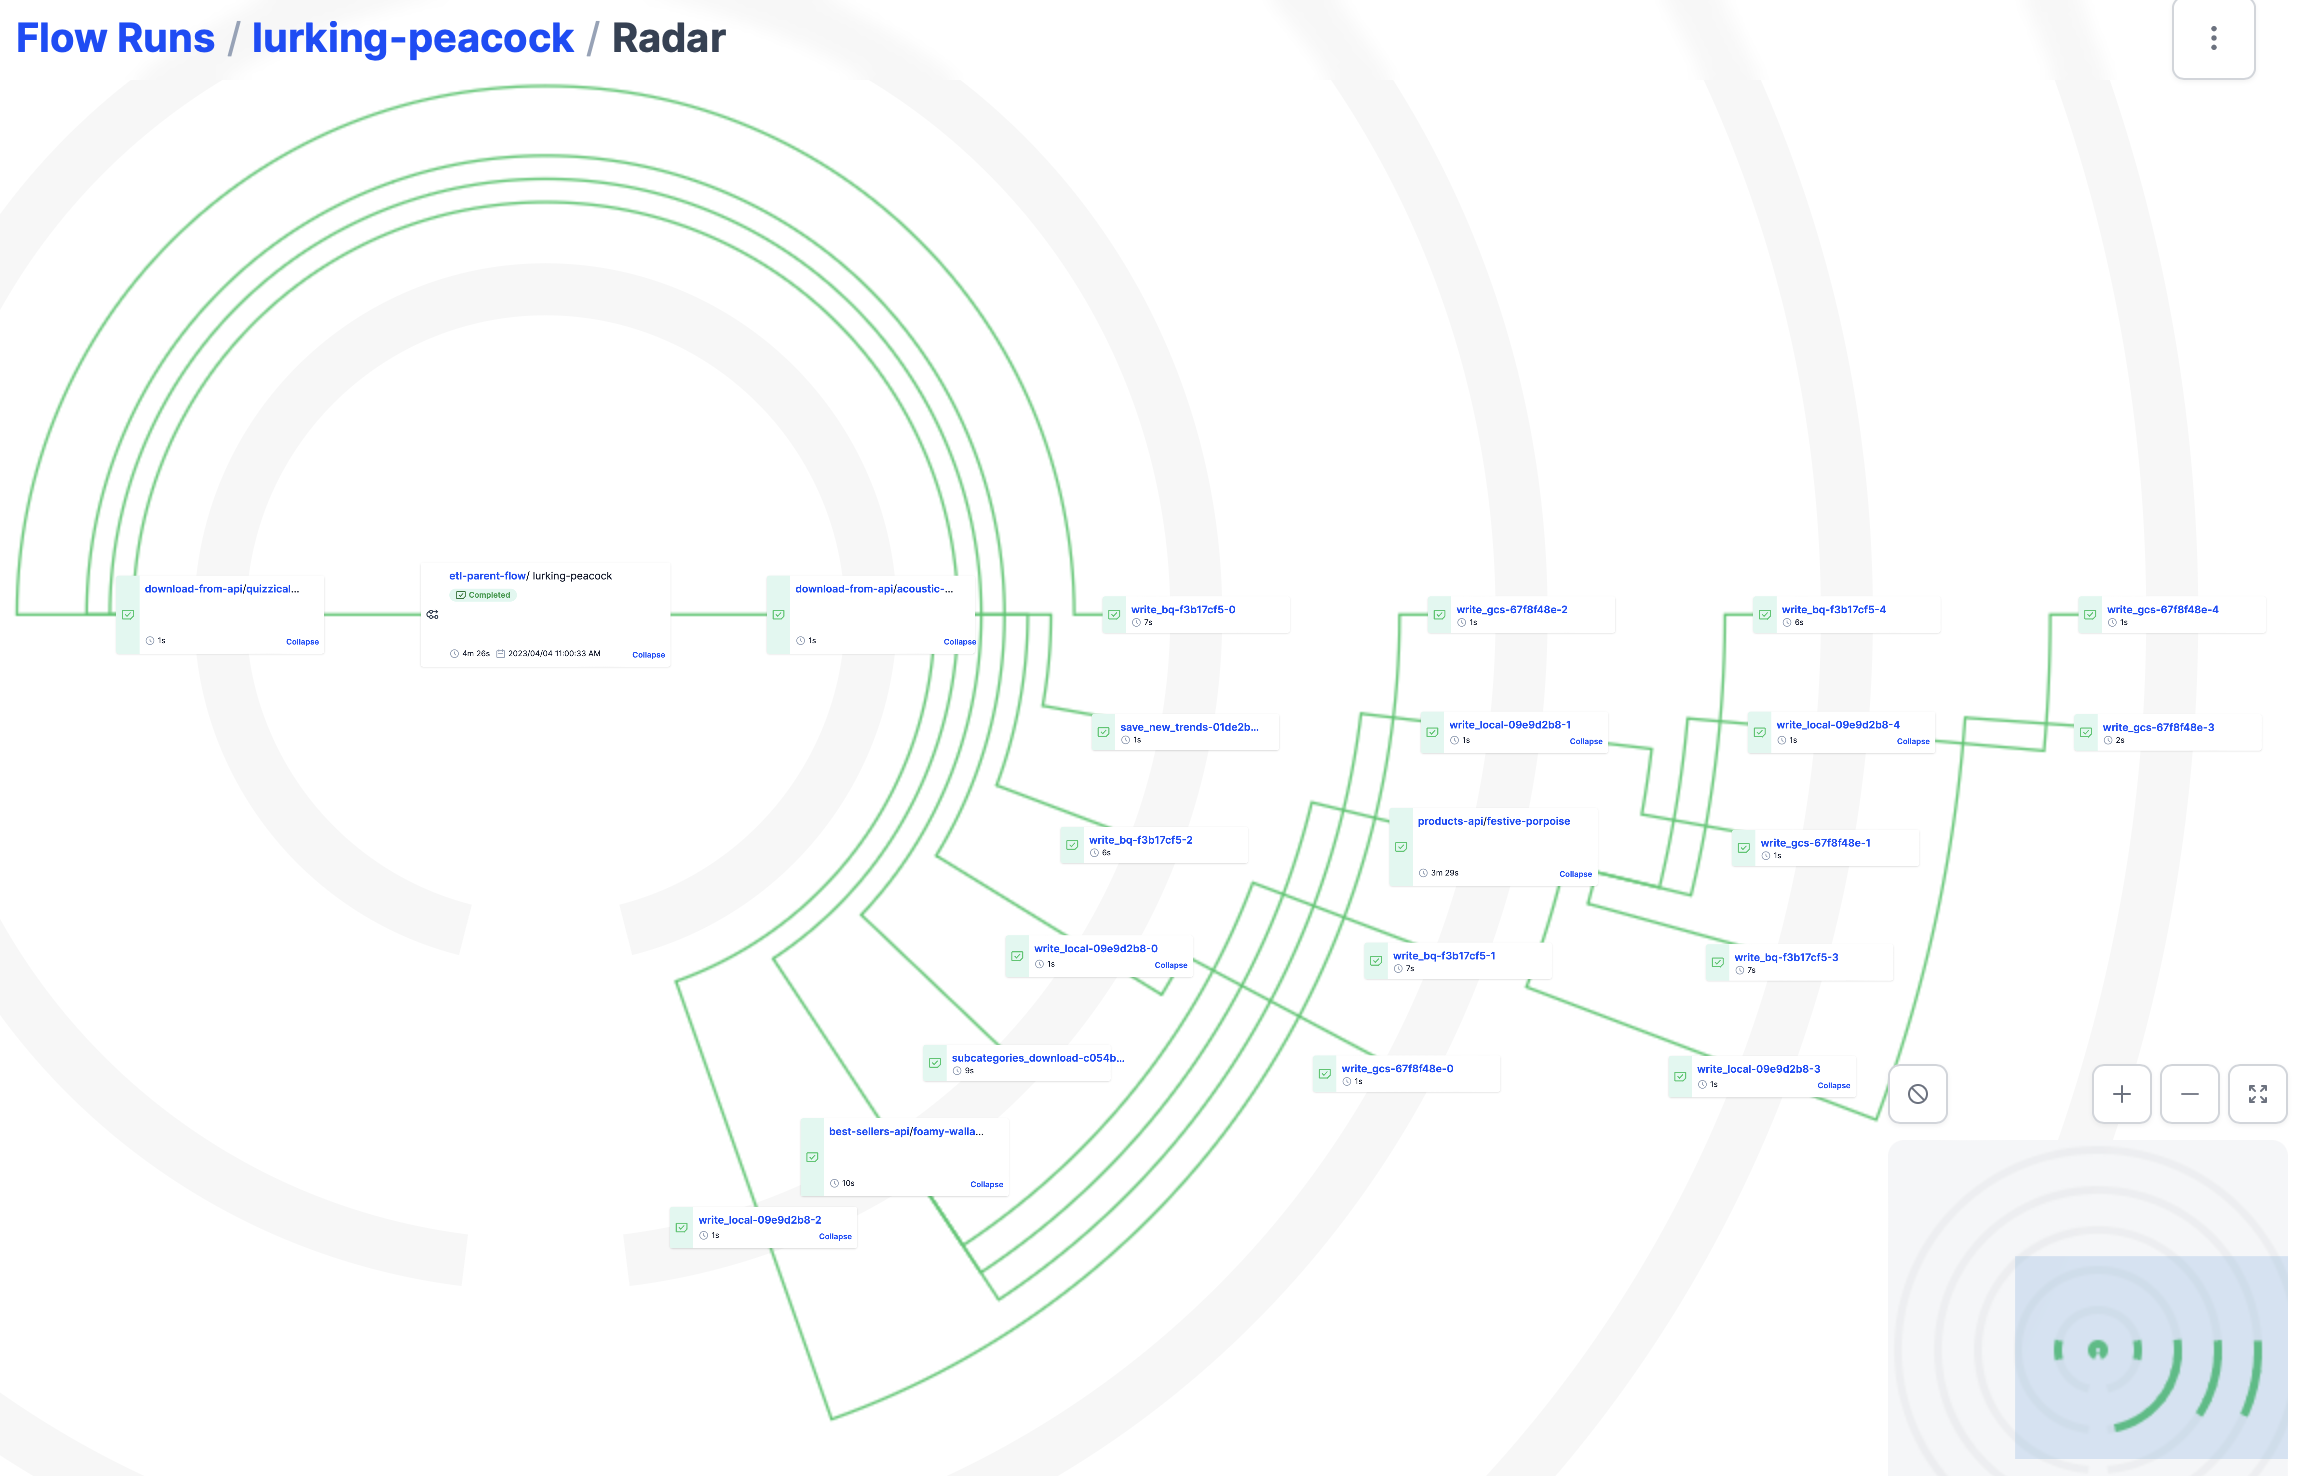 Flow Runs / lurking-peacock / Radar
download-from-api/quizzical...
1s
Collapse
etl-parent-flow/ lurking-peacock
Completed
4m 26s 2023/04/04 11:00:33 AM
Collapse
download-from-api/acoustic-...
1s
Collapse
write_bq-f3b17cf5-0
7s
write_gcs-67f8f48e-2
1s
write_bq-f3b17cf5-4
6s
write_gcs-67f8f48e-4
1s
save_new_trends-01de2b...
1s
write_local-09e9d2b8-1
1s
Collapse
write_local-09e9d2b8-4
1s
Collapse
write_gcs-67f8f48e-3
2s
write_bq-f3b17cf5-2
6s
products-api/festive-porpoise
3m 29s
Collapse
write_gcs-67f8f48e-1
1s
write_local-09e9d2b8-0
1s
Collapse
write_bq-f3b17cf5-1
7s
write_bq-f3b17cf5-3
7s
subcategories_download-c054b...
9s
write_gcs-67f8f48e-0
1s
write_local-09e9d2b8-3
1s
Collapse
best-sellers-api/foamy-walla...
10s
Collapse
write_local-09e9d2b8-2
1s
Collapse